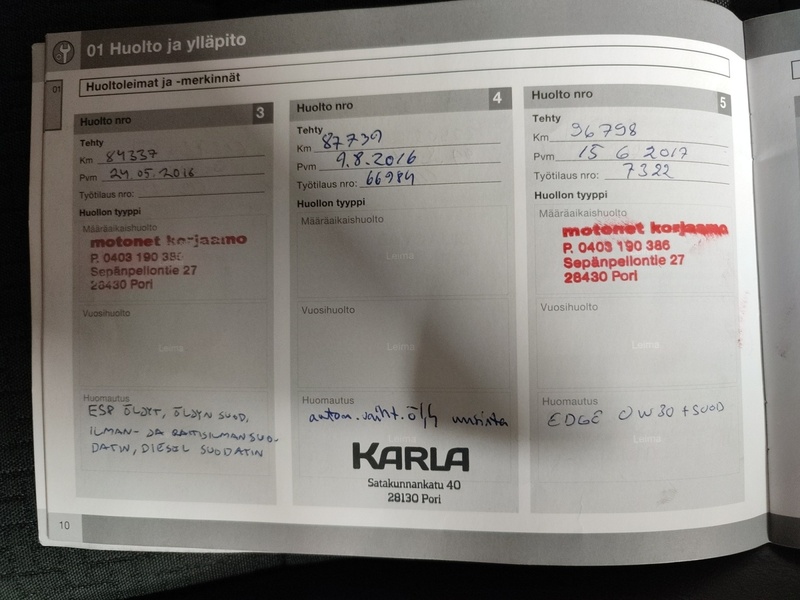 01 Huolto ja ylläpito
01
Huoltoleimat ja -merkinnät
Huolto nro 3
Tehty
Km 84337
Pvm 24.05.2016
Työtilaus nro:
Huollon tyyppi
Määräaikaishuolto
motonet korjaamo
P. 0403 190 386
Sepänpellontie 27
28430 Pori
Vuosihuolto
Leima
Huomautus
ESP ÖLJYT, ÖLJYN SUOD,
ILMAN- JA RAITISILMANSUO-
DATIN, DIESEL SUODATIN
Huolto nro 4
Tehty
Km 87739
Pvm 9.8.2016
Työtilaus nro: 66984
Huollon tyyppi
Määräaikaishuolto
Leima
Vuosihuolto
Leima
Huomautus
autom.vaiht.öljy
KARLA
Satakunnankatu 40
28130 Pori
Huolto nro 5
Tehty
Km 96798
Pvm 15 6. 2017
Työtilaus nro: 7322
Huollon tyyppi
Määräaikaishuolto
motonet korjaamo
P. 0403 190 386
Sepänpellontie 27
28430 Pori
Vuosihuolto
Leima
Huomautus
EDGE 0W30 + SUOD
Leima
10